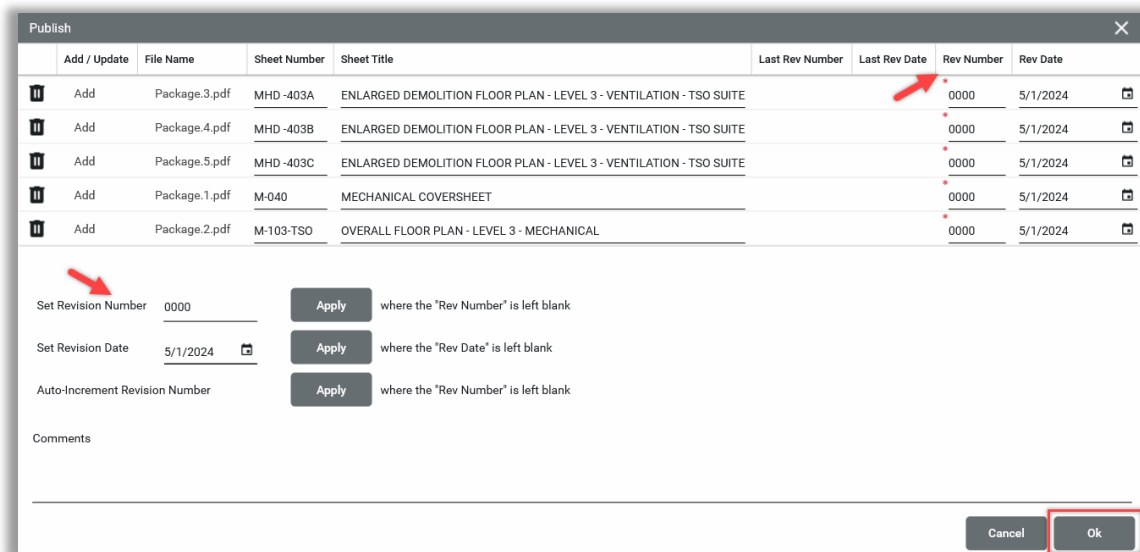 Publish
Add / Update File Name Sheet Number Sheet Title Last Rev Number Last Rev Date Rev Number Rev Date
Add Package.3.pdf MHD -403A ENLARGED DEMOLITION FLOOR PLAN - LEVEL 3 - VENTILATION - TSO SUITE * 0000 5/1/2024
Add Package.4.pdf MHD -403B ENLARGED DEMOLITION FLOOR PLAN - LEVEL 3 - VENTILATION - TSO SUITE * 0000 5/1/2024
Add Package.5.pdf MHD -403C ENLARGED DEMOLITION FLOOR PLAN - LEVEL 3 - VENTILATION - TSO SUITE * 0000 5/1/2024
Add Package.1.pdf M-040 MECHANICAL COVERSHEET * 0000 5/1/2024
Add Package.2.pdf M-103-TSO OVERALL FLOOR PLAN - LEVEL 3 - MECHANICAL * 0000 5/1/2024
Set Revision Number 0000 Apply where the "Rev Number" is left blank
Set Revision Date 5/1/2024 Apply where the "Rev Date" is left blank
Auto-Increment Revision Number Apply where the "Rev Number" is left blank
Comments
Cancel Ok